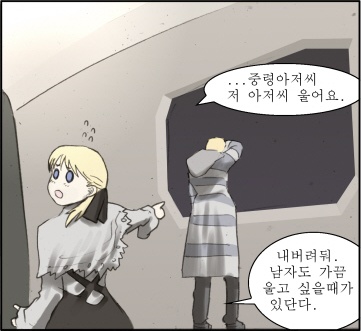 ...중령아저씨
저 아저씨 울어요.
내버려둬.
남자도 가끔
울고 싶을때가
있단다.